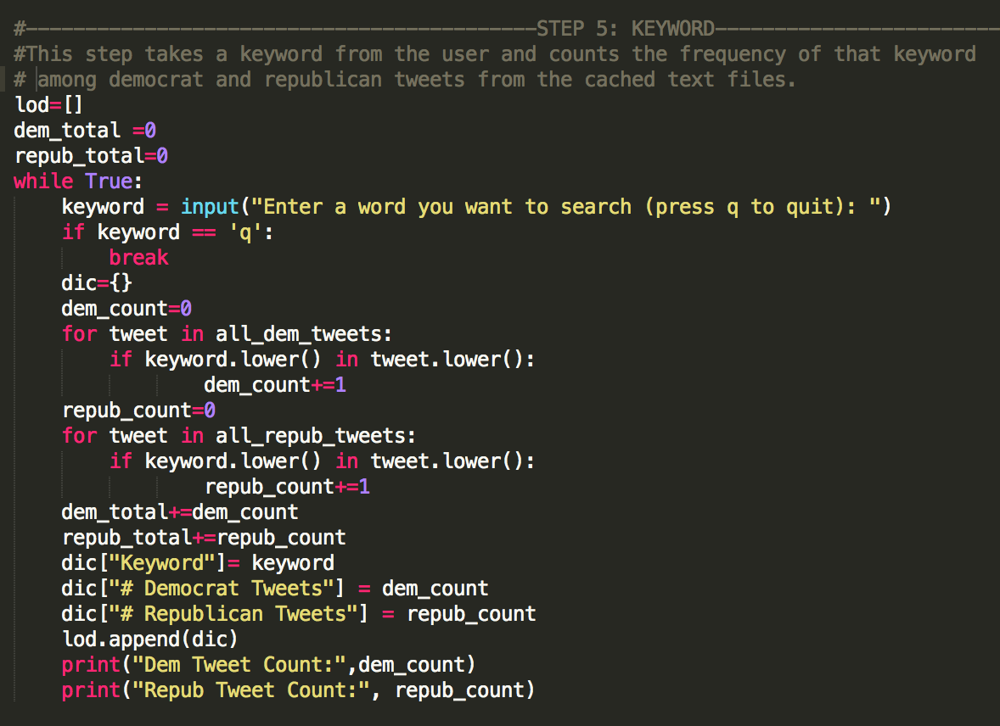 #———————————————————————————————————————————STEP 5: KEYWORD————————————————————————
#This step takes a keyword from the user and counts the frequency of that keyword
# among democrat and republican tweets from the cached text files.
lod=[]
dem_total =0
repub_total=0
while True:
    keyword = input("Enter a word you want to search (press q to quit): ")
    if keyword == 'q':
        break
    dic={}
    dem_count=0
    for tweet in all_dem_tweets:
        if keyword.lower() in tweet.lower():
                dem_count+=1
    repub_count=0
    for tweet in all_repub_tweets:
        if keyword.lower() in tweet.lower():
                repub_count+=1
    dem_total+=dem_count
    repub_total+=repub_count
    dic["Keyword"]= keyword
    dic["# Democrat Tweets"] = dem_count
    dic["# Republican Tweets"] = repub_count
    lod.append(dic)
    print("Dem Tweet Count:",dem_count)
    print("Repub Tweet Count:", repub_count)